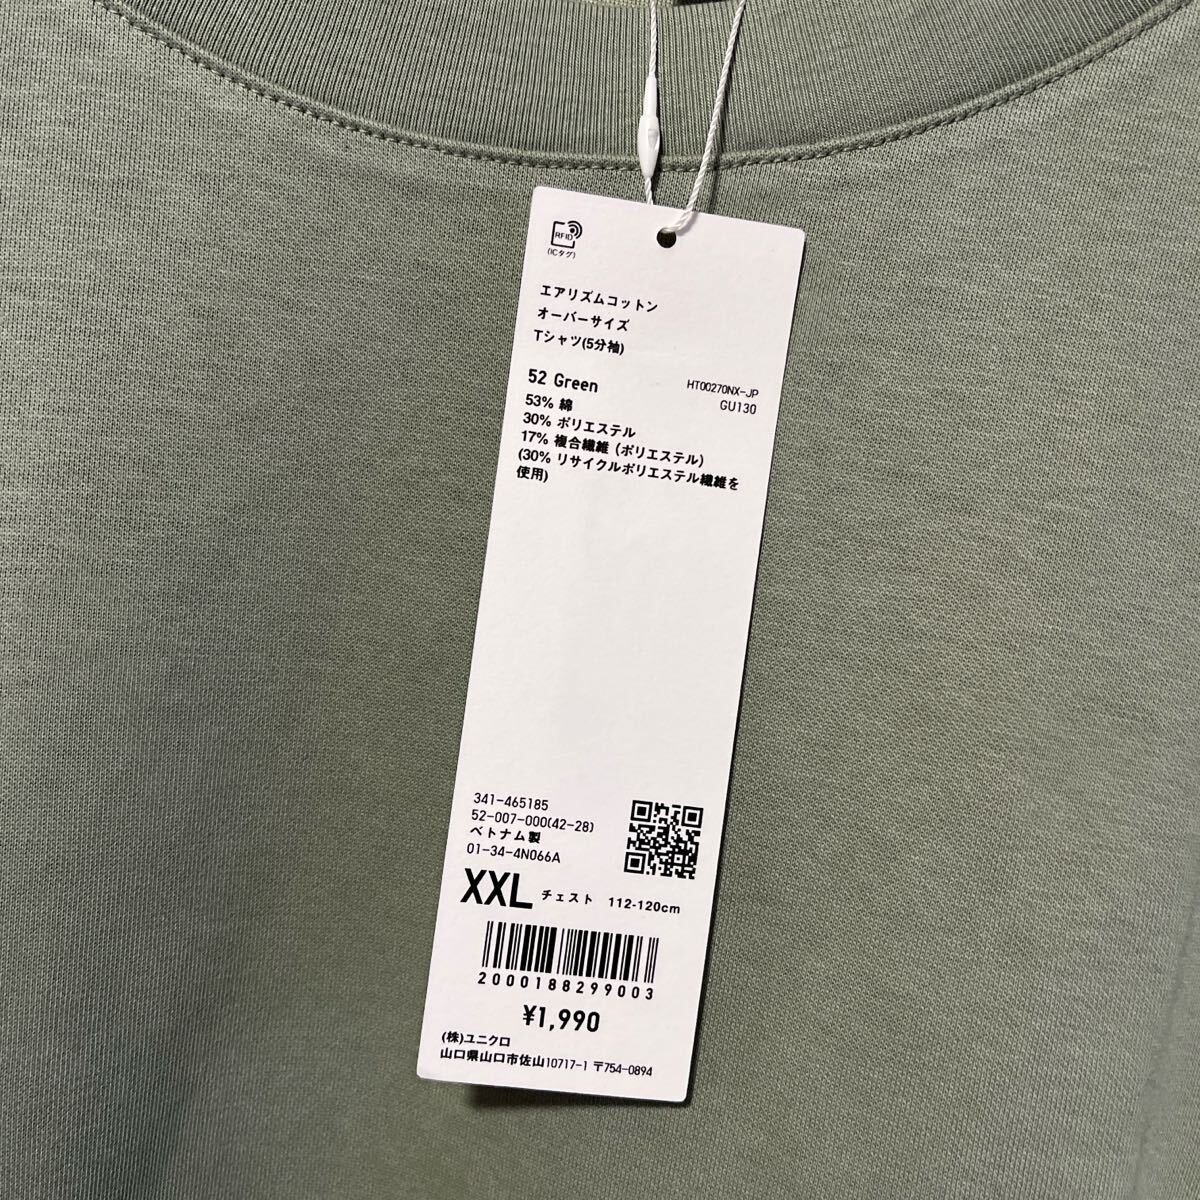 RFID
(ICタグ)
エアリズムコットン
オーバーサイズ
Tシャツ(5分袖)
52 Green
HT00270NX-JP
GU130
53% 綿
30% ポリエステル
17% 複合繊維 (ポリエステル)
(30% リサイクルポリエステル繊維を
使用)
341-465185
52-007-000(42-28)
ベトナム製
01-34-4N066A
XXL チェスト 112-120cm
2000188299003
¥1,990
(株)ユニクロ
山口県山口市佐山10717-1 〒754-0894